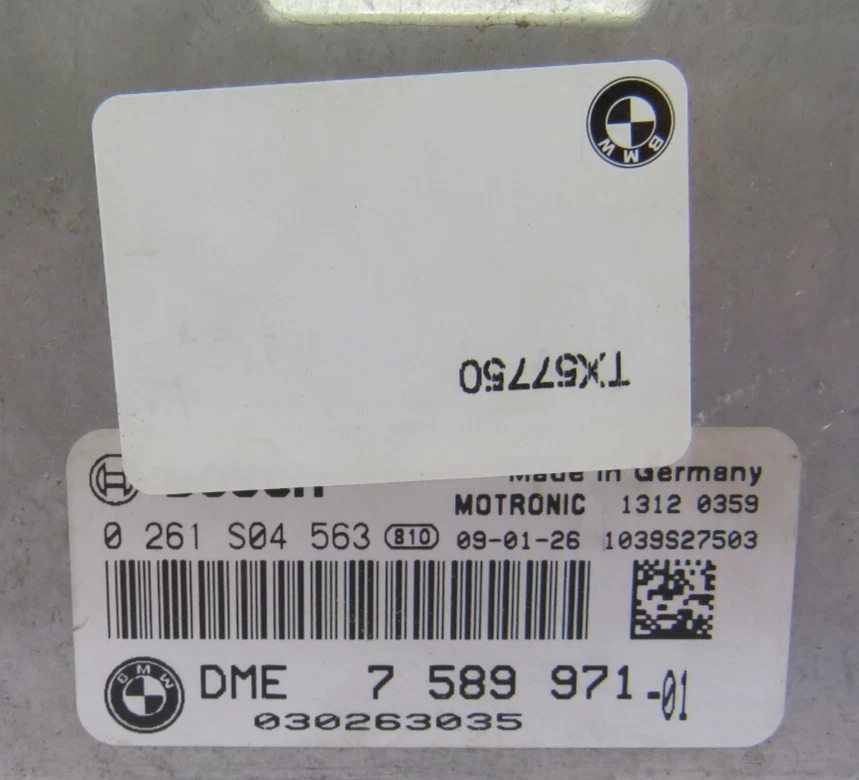 BMW
TX57750
BOSCH
Made in Germany
MOTRONIC 1312 0359
0 261 S04 563 810 09-01-26 1039S27503
BMW
DME 7 589 971-01
030263035